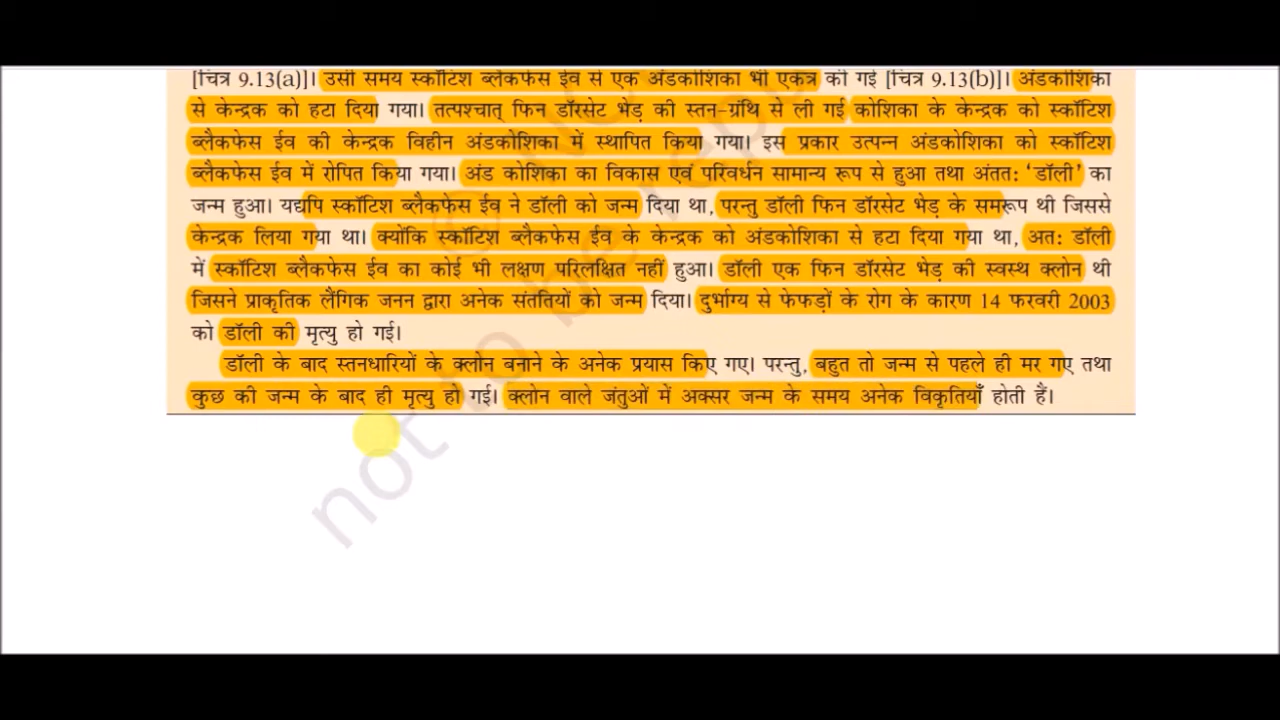 [चित्र 9.13(a)]। उसी समय स्कॉटिश ब्लैकफेस ईव से एक अंडकोशिका भी एकत्र की गई [चित्र 9.13(b)]। अंडकोशिका
से केन्द्रक को हटा दिया गया। तत्पश्चात् फिन डॉरसेट भेड़ की स्तन-ग्रंथि से ली गई कोशिका के केन्द्रक को स्कॉटिश
ब्लैकफेस ईव की केन्द्रक विहीन अंडकोशिका में स्थापित किया गया। इस प्रकार उत्पन्न अंडकोशिका को स्कॉटिश
ब्लैकफेस ईव में रोपित किया गया। अंड कोशिका का विकास एवं परिवर्धन सामान्य रूप से हुआ तथा अंतत: ‘डॉली’ का
जन्म हुआ। यद्यपि स्कॉटिश ब्लैकफेस ईव ने डॉली को जन्म दिया था, परन्तु डॉली फिन डॉरसेट भेड़ के समरूप थी जिससे
केन्द्रक लिया गया था। क्योंकि स्कॉटिश ब्लैकफेस ईव के केन्द्रक को अंडकोशिका से हटा दिया गया था, अत: डॉली
में स्कॉटिश ब्लैकफेस ईव का कोई भी लक्षण परिलक्षित नहीं हुआ। डॉली एक फिन डॉरसेट भेड़ की स्वस्थ क्लोन थी
जिसने प्राकृतिक लैंगिक जनन द्वारा अनेक संततियों को जन्म दिया। दुर्भाग्य से फेफड़ों के रोग के कारण 14 फरवरी 2003
को डॉली की मृत्यु हो गई।
डॉली के बाद स्तनधारियों के क्लोन बनाने के अनेक प्रयास किए गए। परन्तु, बहुत तो जन्म से पहले ही मर गए तथा
कुछ की जन्म के बाद ही मृत्यु हो गई। क्लोन वाले जंतुओं में अक्सर जन्म के समय अनेक विकृतियाँ होती हैं।
not to be rep